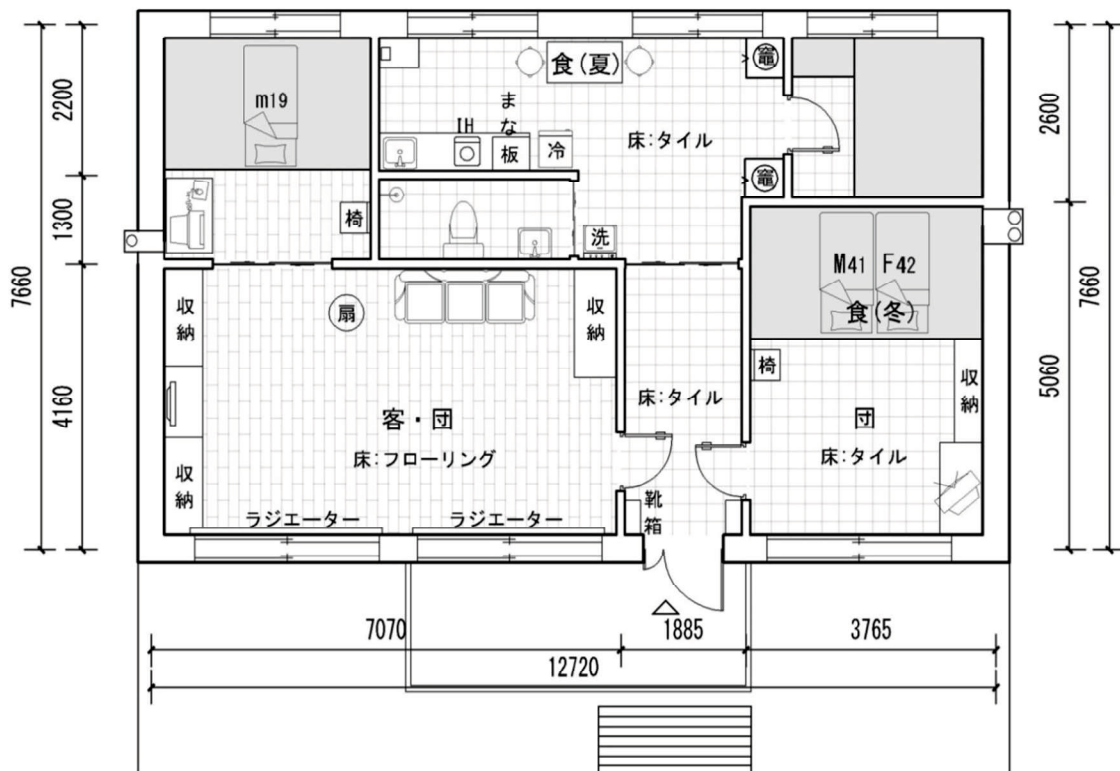 食(夏)
竈
m19
IH
まな板
冷
床:タイル
竈
椅
洗
収納
扇
収納
M41 F42
食(冬)
椅
収納
客・団
床:フローリング
床:タイル
団
床:タイル
収納
靴箱
ラジエーター
ラジエーター
2200
1300
4160
7660
2600
5060
7660
7070
1885
3765
12720